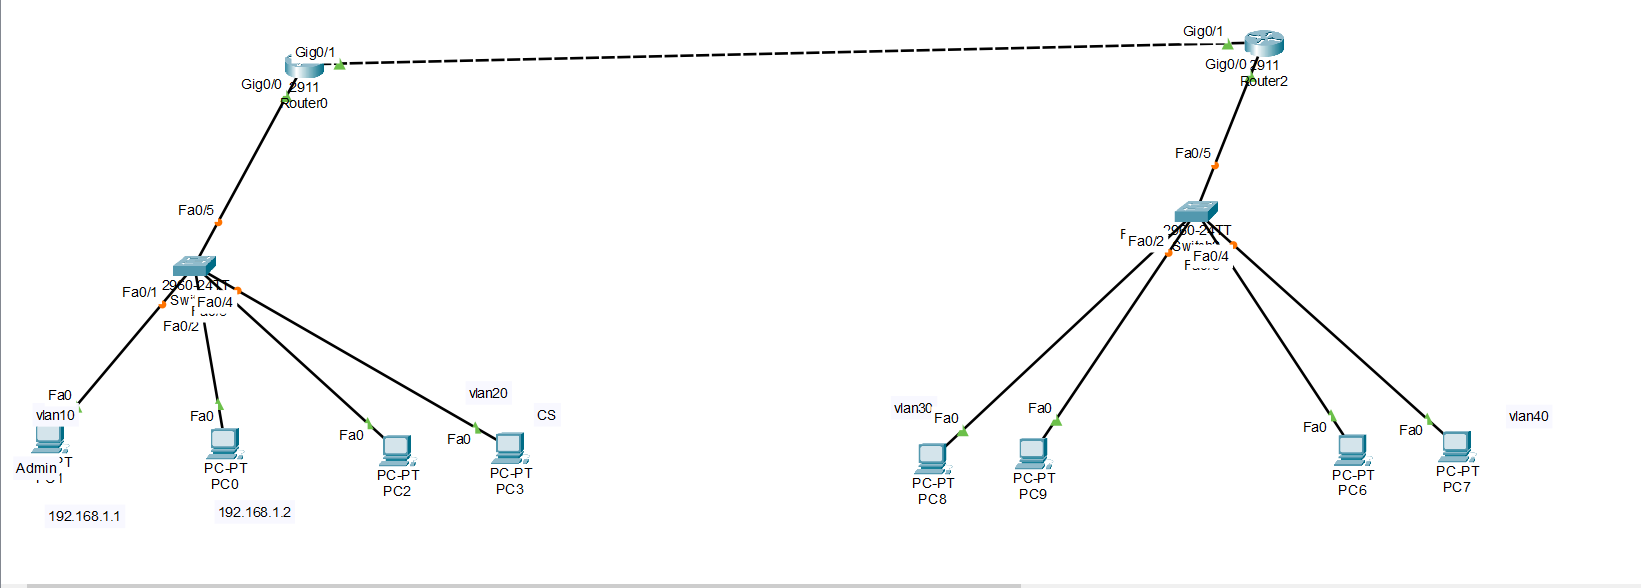 Gig0/1
Gig0/0
2911
Router0
Gig0/1
Gig0/0
2911
Router2
Fa0/5
Fa0/5
2960-24TT
Fa0/1
Fa0/4
Fa0/2
2960-24TT
Fa0/2
Fa0/4
Fa0
vlan10
Admin
192.168.1.1
Fa0
PC-PT
PC0
192.168.1.2
Fa0
PC-PT
PC2
vlan20
CS
Fa0
PC-PT
PC3
vlan30
Fa0
PC-PT
PC8
Fa0
PC-PT
PC9
Fa0
PC-PT
PC6
Fa0
PC-PT
PC7
vlan40